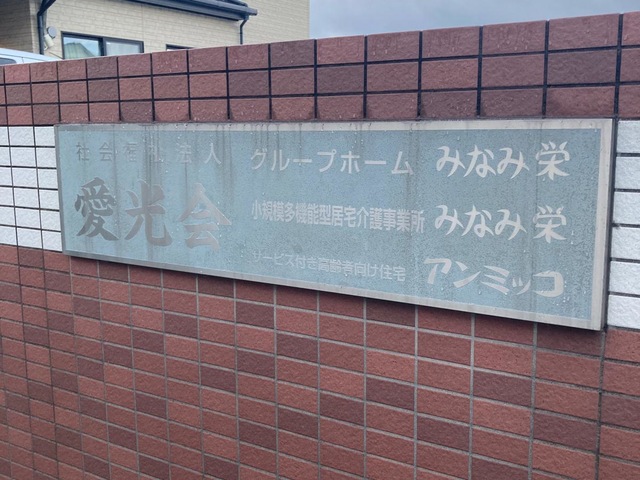 社会福祉法人
愛光会
グループホーム みなみ栄
小規模多機能型居宅介護事業所 みなみ栄
サービス付き高齢者向け住宅 アンミッコ